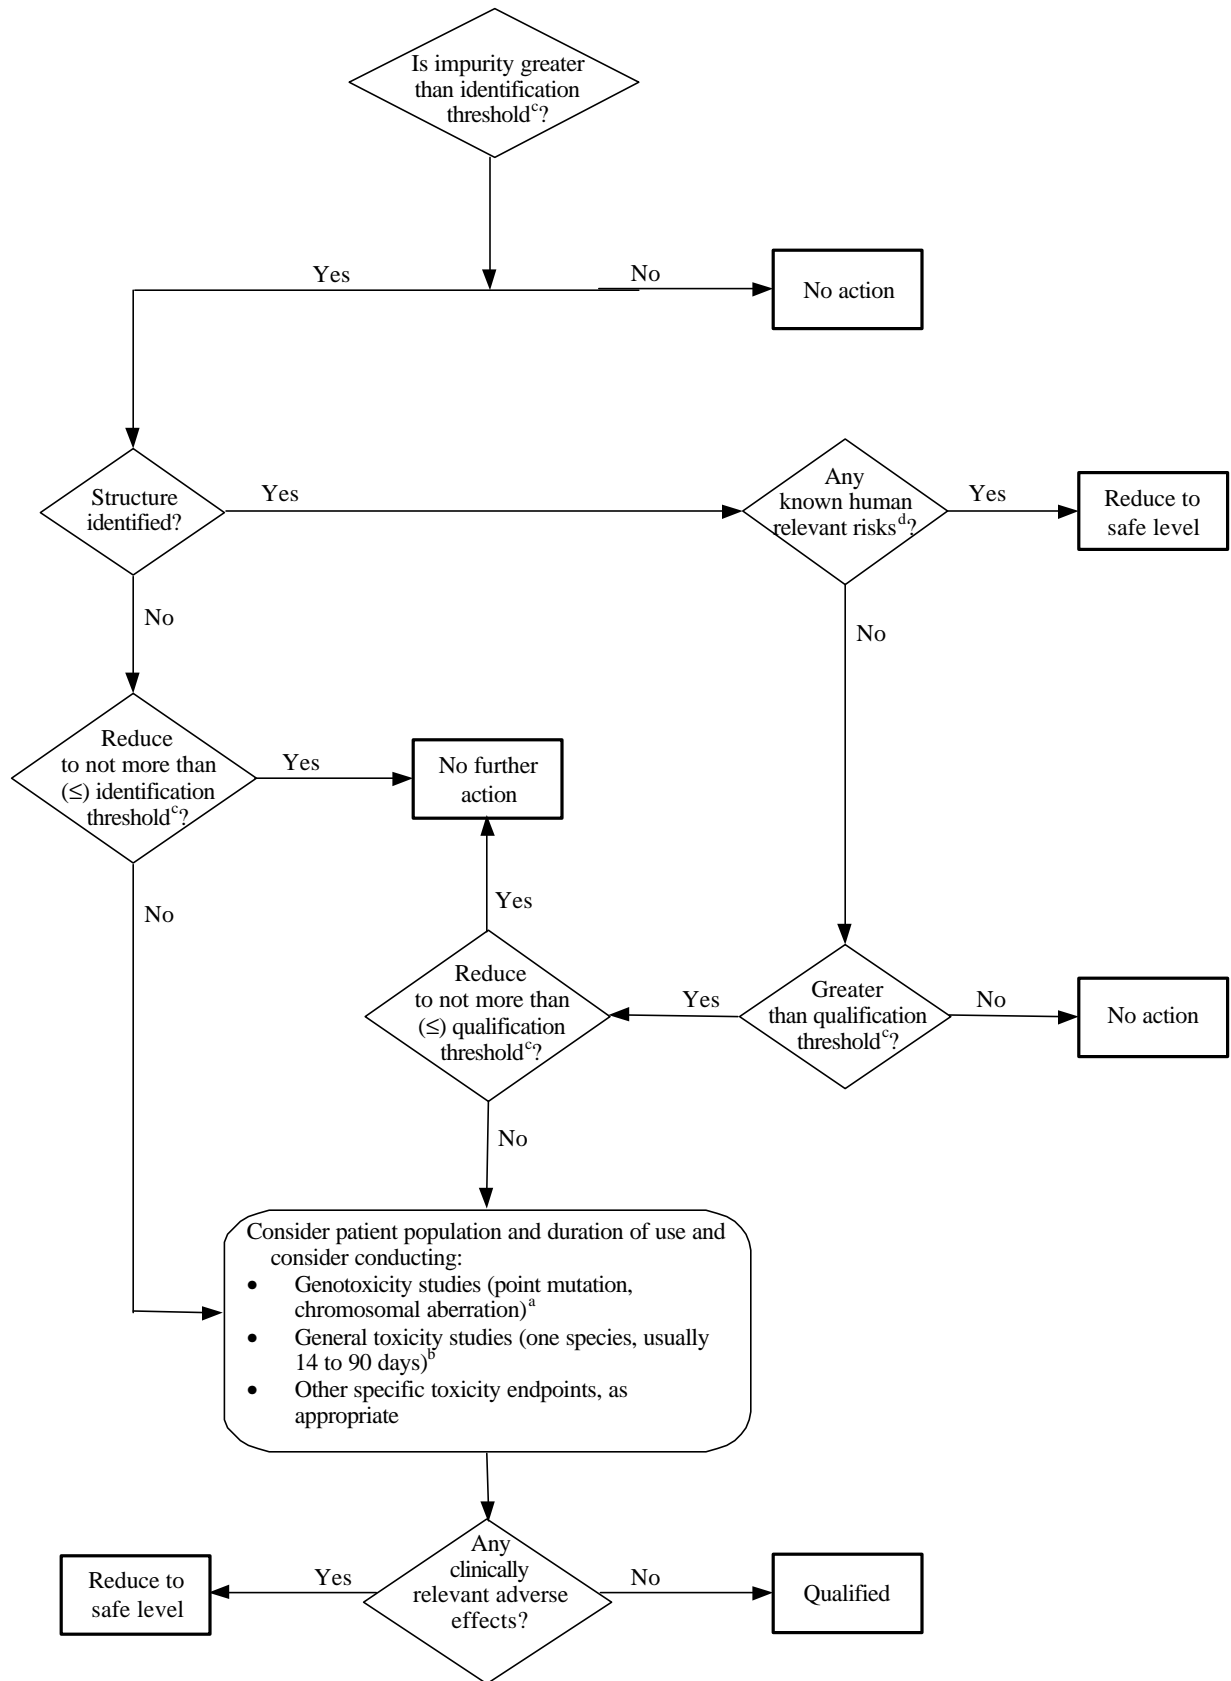 Is impurity greater
than identification
threshold^c?
Yes
No
No action
Structure
identified?
Yes
Any
known human
relevant risks^d?
Yes
Reduce to
safe level
No
No
Reduce
to not more than
(≤) identification
threshold^c?
Yes
No further
action
No
Yes
Reduce
to not more than
(≤) qualification
threshold^c?
Yes
Greater
than qualification
threshold^c?
No
No action
No
Consider patient population and duration of use and
consider conducting:
• Genotoxicity studies (point mutation,
chromosomal aberration)^a
• General toxicity studies (one species, usually
14 to 90 days)^b
• Other specific toxicity endpoints, as
appropriate
Reduce to
safe level
Yes
Any
clinically
relevant adverse
effects?
No
Qualified